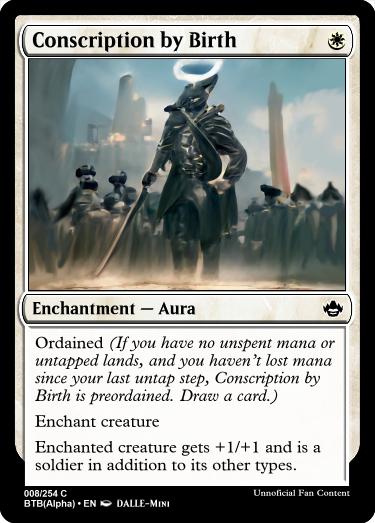 Conscription by Birth
Enchantment — Aura
Ordained (If you have no unspent mana or
untapped lands, and you haven't lost mana
since your last untap step, Conscription by
Birth is preordained. Draw a card.)
Enchant creature
Enchanted creature gets +1/+1 and is a
soldier in addition to its other types.
008/254 C
Unnofficial Fan Content
BTB(Alpha) • EN DALLE-Mini